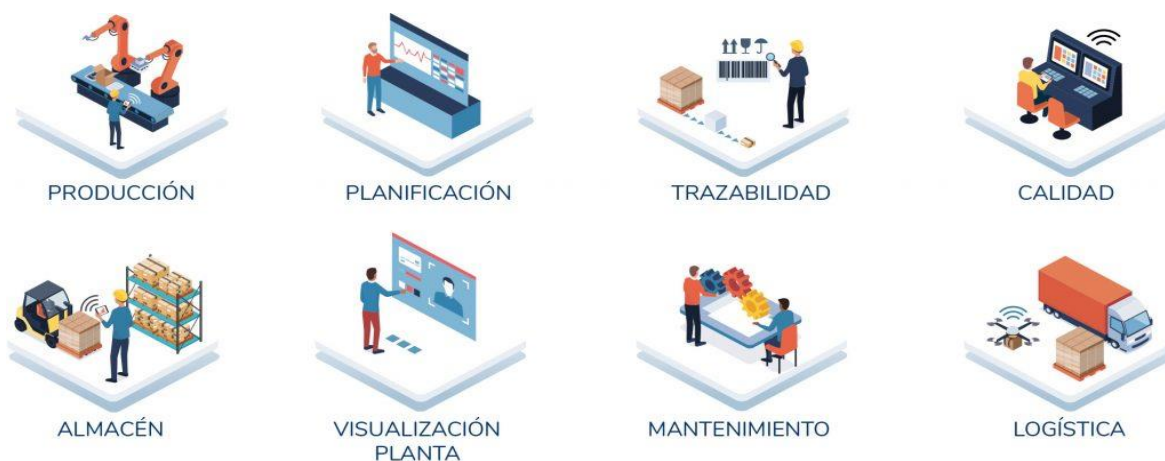 PRODUCCIÓN
PLANIFICACIÓN
TRAZABILIDAD
CALIDAD
ALMACÉN
VISUALIZACIÓN
PLANTA
MANTENIMIENTO
LOGÍSTICA